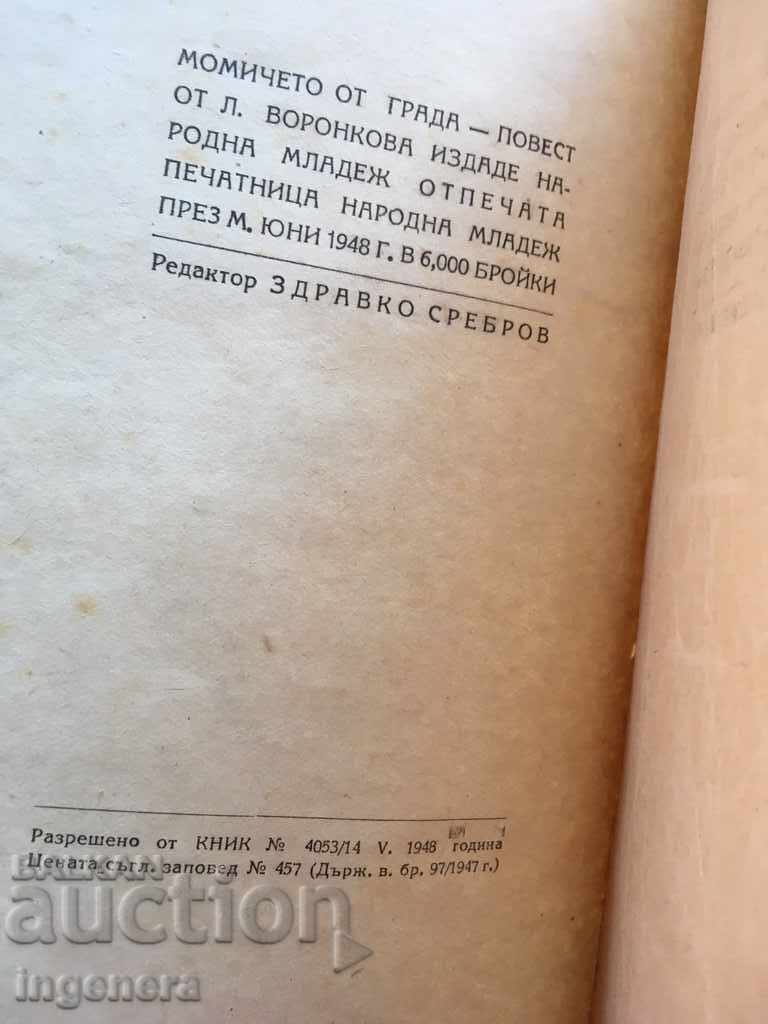 МОМИЧЕТО ОТ ГРАДА — ПОВЕСТ
ОТ Л. ВОРОНКОВА ИЗДАДЕ НА-
РОДНА МЛАДЕЖ ОТПЕЧАТА
ПЕЧАТНИЦА НАРОДНА МЛАДЕЖ
ПРЕЗ М. ЮНИ 1948 Г. В 6,000 БРОЙКИ
Редактор ЗДРАВКО СРЕБРОВ
Разрешено от КНИК № 4053/14 V. 1948 година
Цената съгл. заповед № 457 (Държ. в. бр. 97/1947 г.)
BALKAN
auction
ingenera